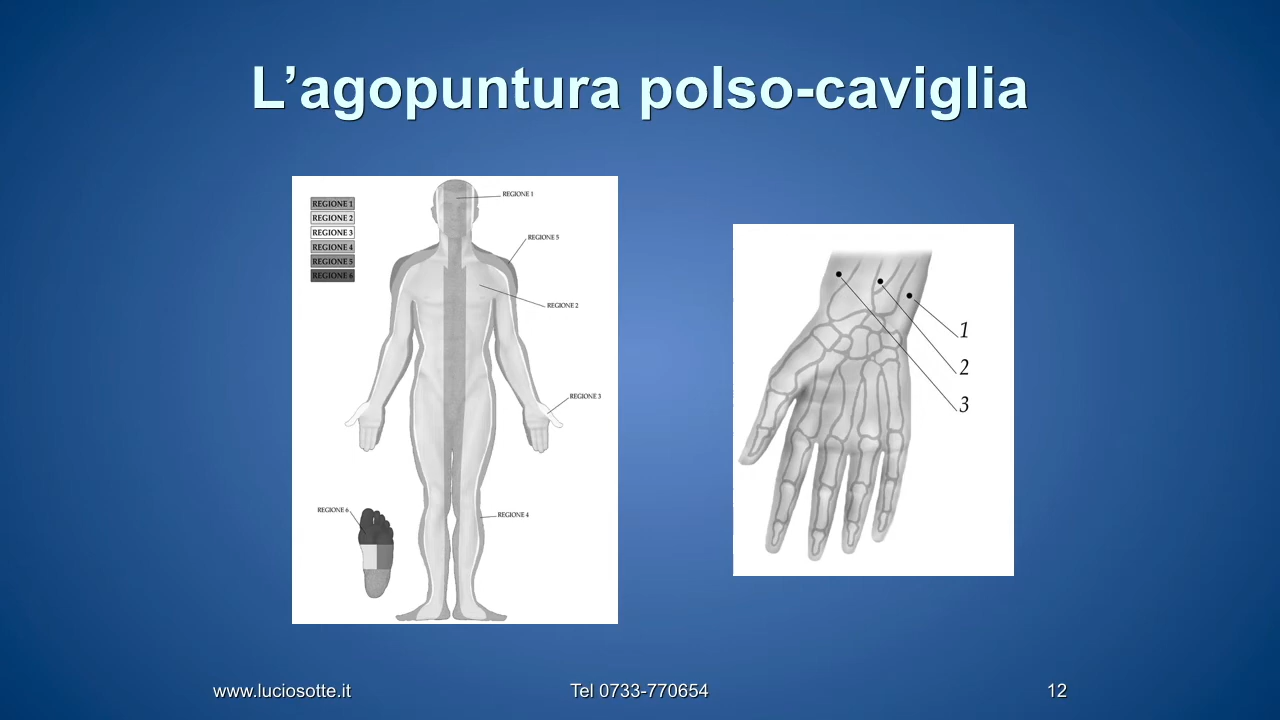 L’agopuntura polso-caviglia
REGIONE 1
REGIONE 2
REGIONE 3
REGIONE 4
REGIONE 5
REGIONE 6
REGIONE 1
REGIONE 5
REGIONE 2
REGIONE 3
REGIONE 6
REGIONE 4
1
2
3
www.luciosotte.it
Tel 0733-770654
12